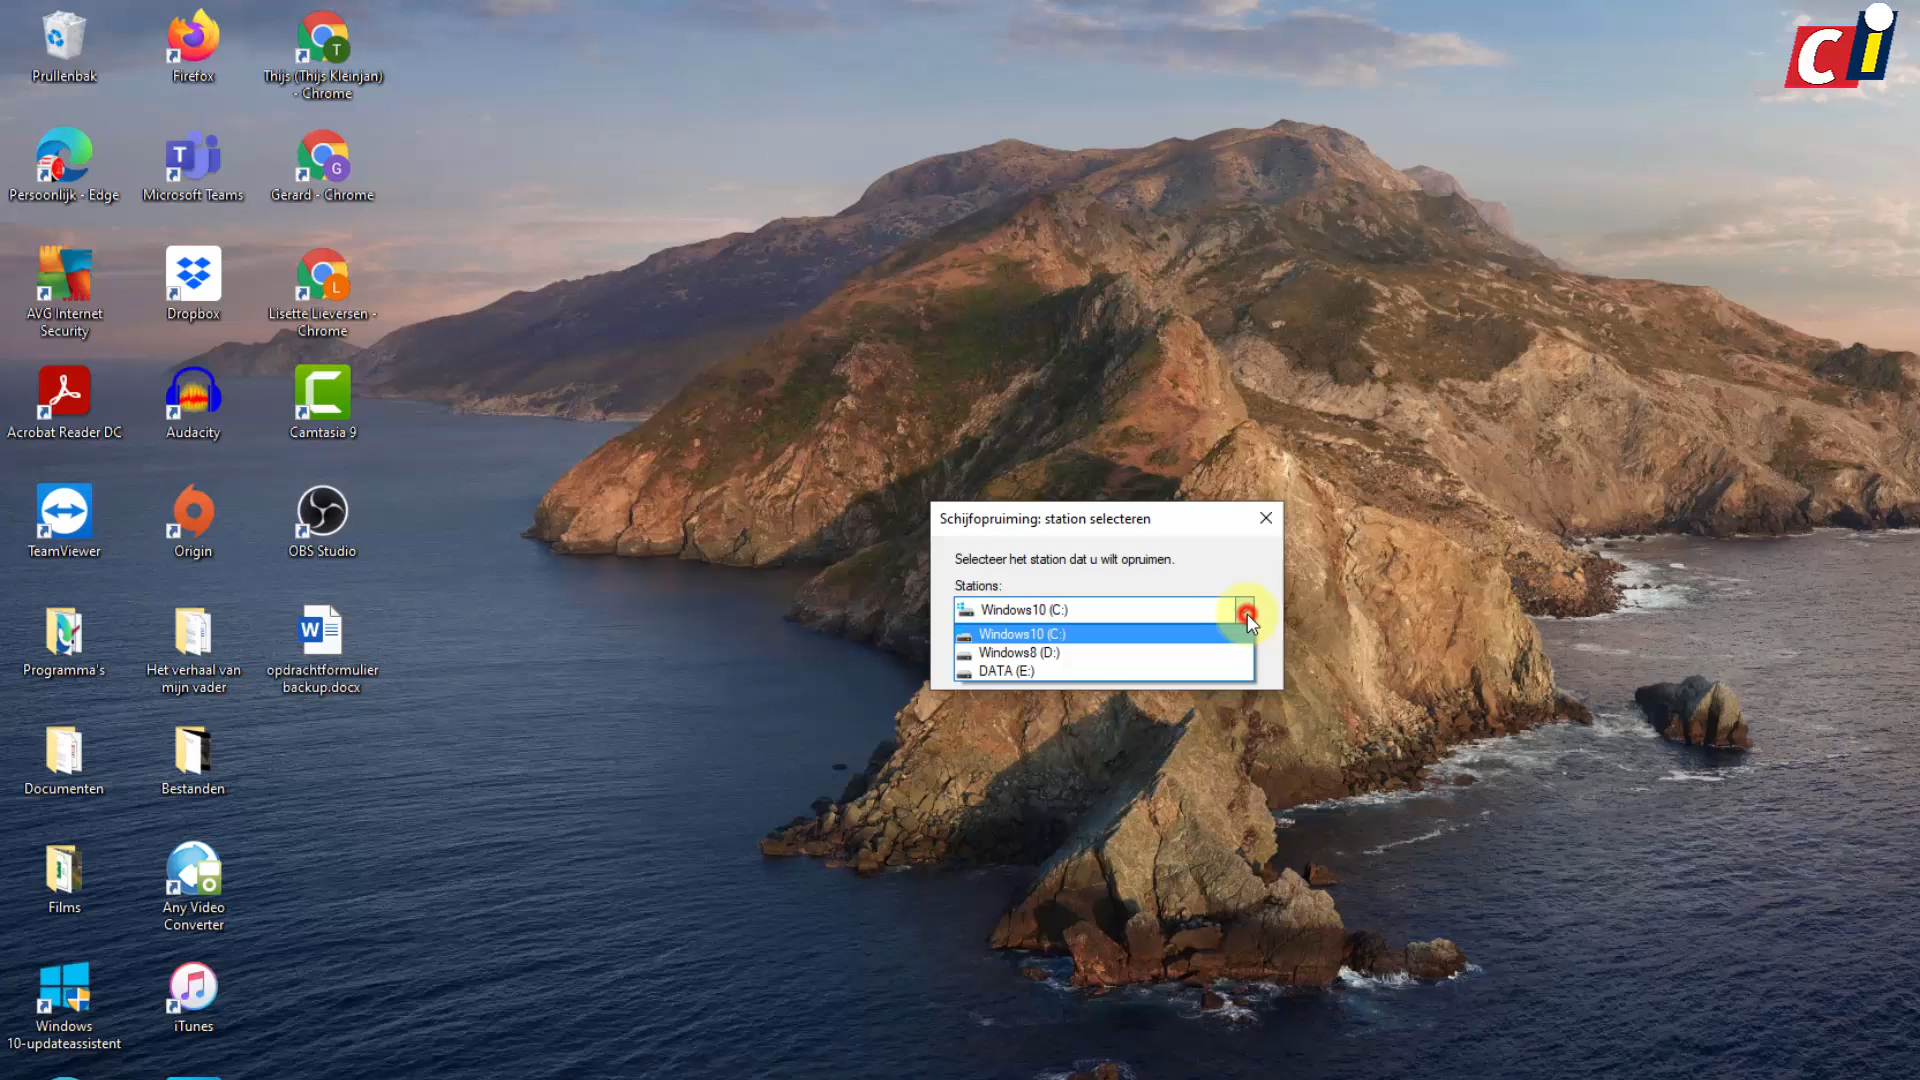 Prullenbak
Firefox
Thijs (Thijs Kleinjan)
- Chrome
Persoonlijk - Edge
Microsoft Teams
T
G
Gerard - Chrome
AVG Internet
Security
Dropbox
L
Lisette Lieversen -
Chrome
Acrobat Reader DC
Audacity
Camtasia 9
TeamViewer
Origin
OBS Studio
Programma's
Het verhaal van
mijn vader
W
opdrachtformulier
backup.docx
Documenten
Bestanden
Films
Any Video
Converter
Windows
10-updateassistent
iTunes
Schijfopruiming: station selecteren
Selecteer het station dat u wilt opruimen.
Stations:
Windows10 (C:)
Windows10 (C:)
Windows8 (D:)
DATA (E:)
T
ci